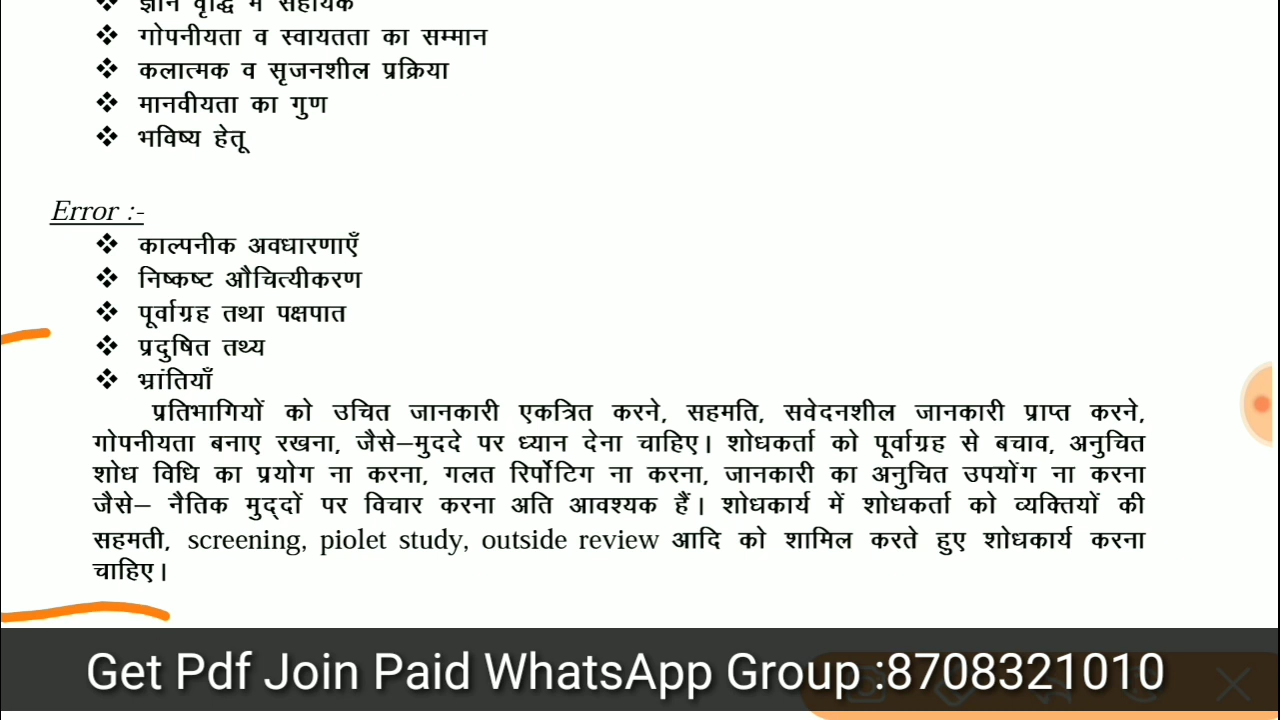 ❖ ज्ञान वृद्धि में सहायक
❖ गोपनीयता व स्वायतता का सम्मान
❖ कलात्मक व सृजनशील प्रक्रिया
❖ मानवीयता का गुण
❖ भविष्य हेतू
Error :-
❖ काल्पनीक अवधारणाएँ
❖ निष्कष्ट औचित्यीकरण
❖ पूर्वाग्रह तथा पक्षपात
❖ प्रदुषित तथ्य
❖ भ्रांतियाँ
प्रतिभागियों को उचित जानकारी एकत्रित करने, सहमति, सवेदनशील जानकारी प्राप्त करने,
गोपनीयता बनाए रखना, जैसे–मुददे पर ध्यान देना चाहिए। शोधकर्ता को पूर्वाग्रह से बचाव, अनुचित
शोध विधि का प्रयोग ना करना, गलत रिर्पोटिग ना करना, जानकारी का अनुचित उपयोंग ना करना
जैसे– नैतिक मुद्दों पर विचार करना अति आवश्यक हैं। शोधकार्य में शोधकर्ता को व्यक्तियों की
सहमती, screening, piolet study, outside review आदि को शामिल करते हुए शोधकार्य करना
चाहिए।
Get Pdf Join Paid WhatsApp Group :8708321010